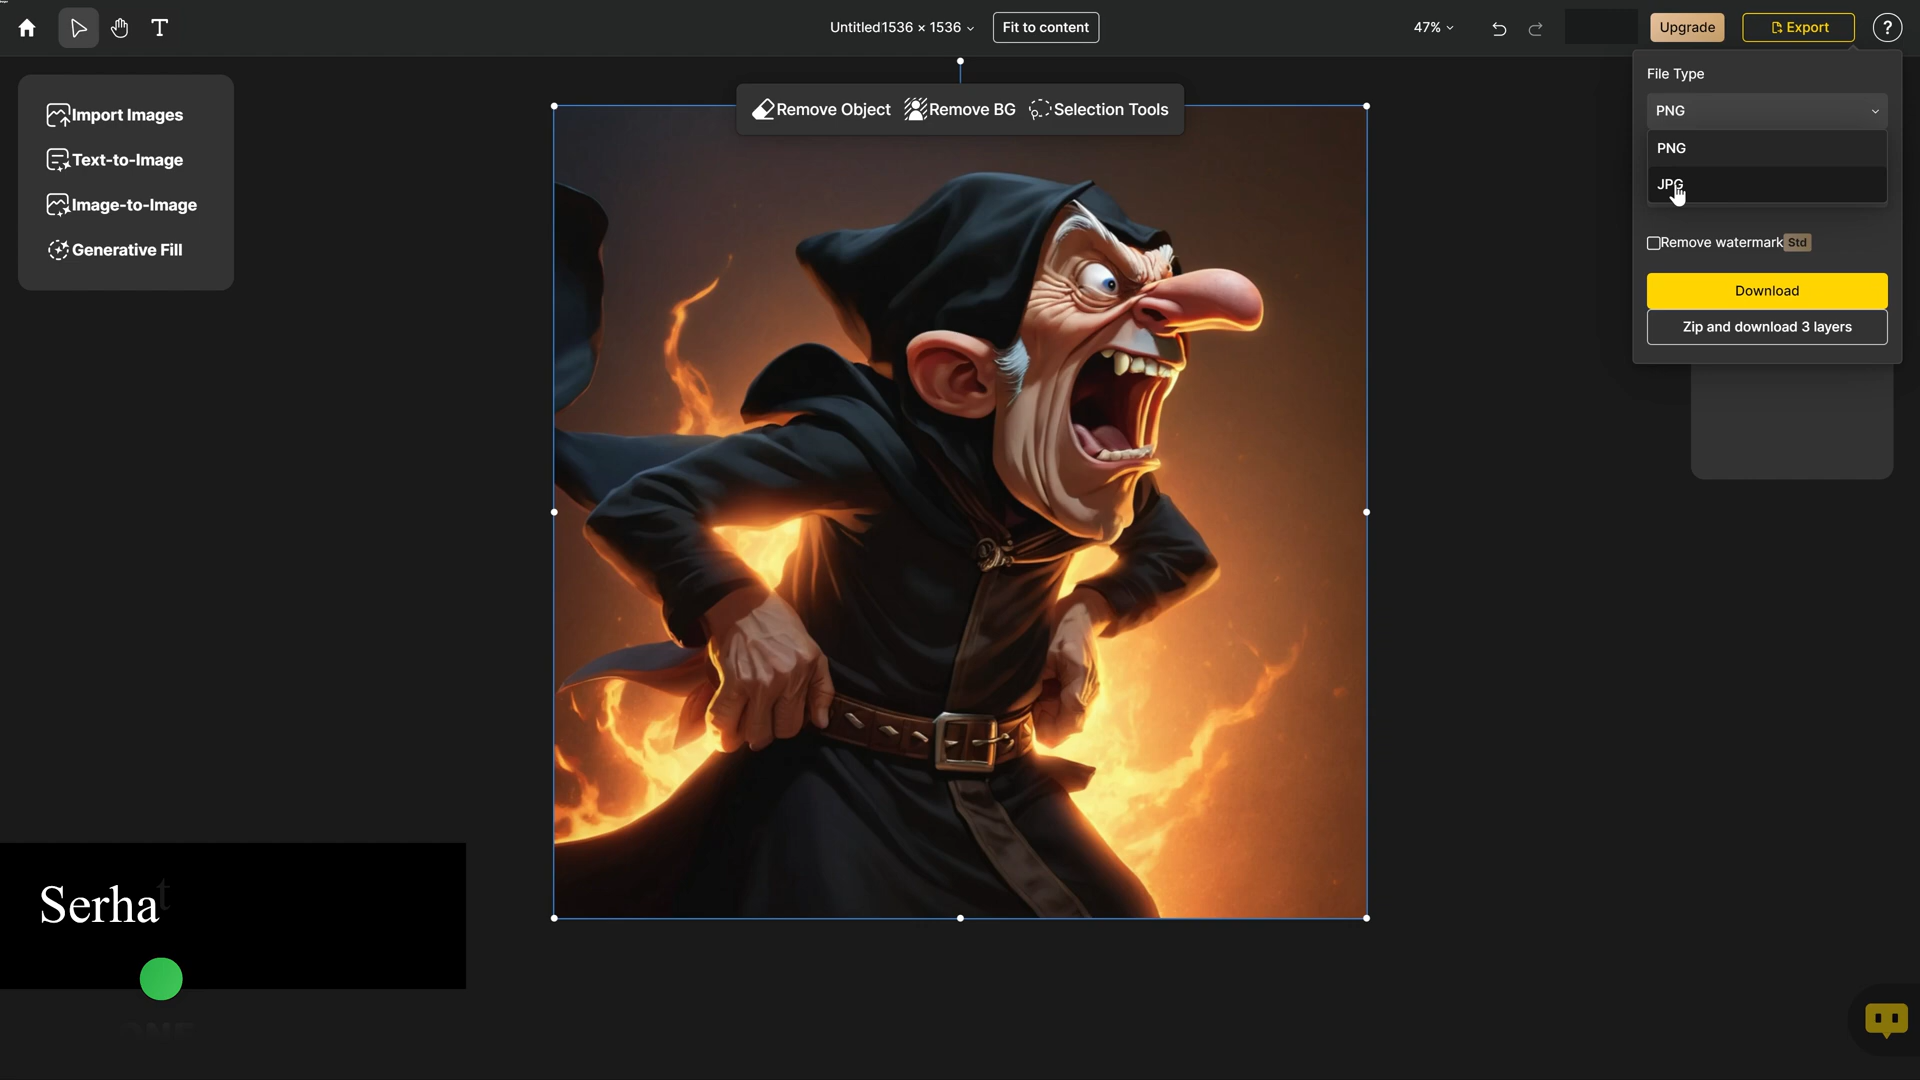 Untitled1536 × 1536
Fit to content
47%
Upgrade
Export
?
Import Images
Text-to-Image
Image-to-Image
Generative Fill
Remove Object
Remove BG
Selection Tools
File Type
PNG
PNG
JPG
Remove watermark Std
Download
Zip and download 3 layers
Serhat